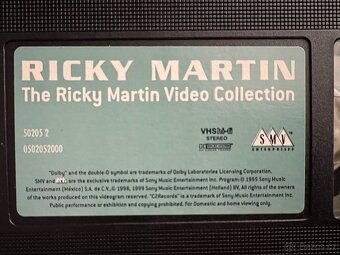 RICKY MARTIN
The Ricky Martin Video Collection
50205 2
0502052000
VHS
STEREO
SMV
ENTERPRISES
"Dolby" and the double-D symbol are trademarks of Dolby Laboratories Licensing Corporation.
SMV and are the exclusive trademarks of Sony Music Entertainment Inc. Program: © 1995 Sony Music
Entertainment (México) S.A. de C.V., © 1998, 1999 Sony Music Entertainment (Holland) BV, All rights of the owners
of the work produced on this videogram reserved. "C2Records" is a trademark of Sony Music Entertainment Inc.
Public performance or exhibition and copying prohibited. For Domestic and home viewing only.